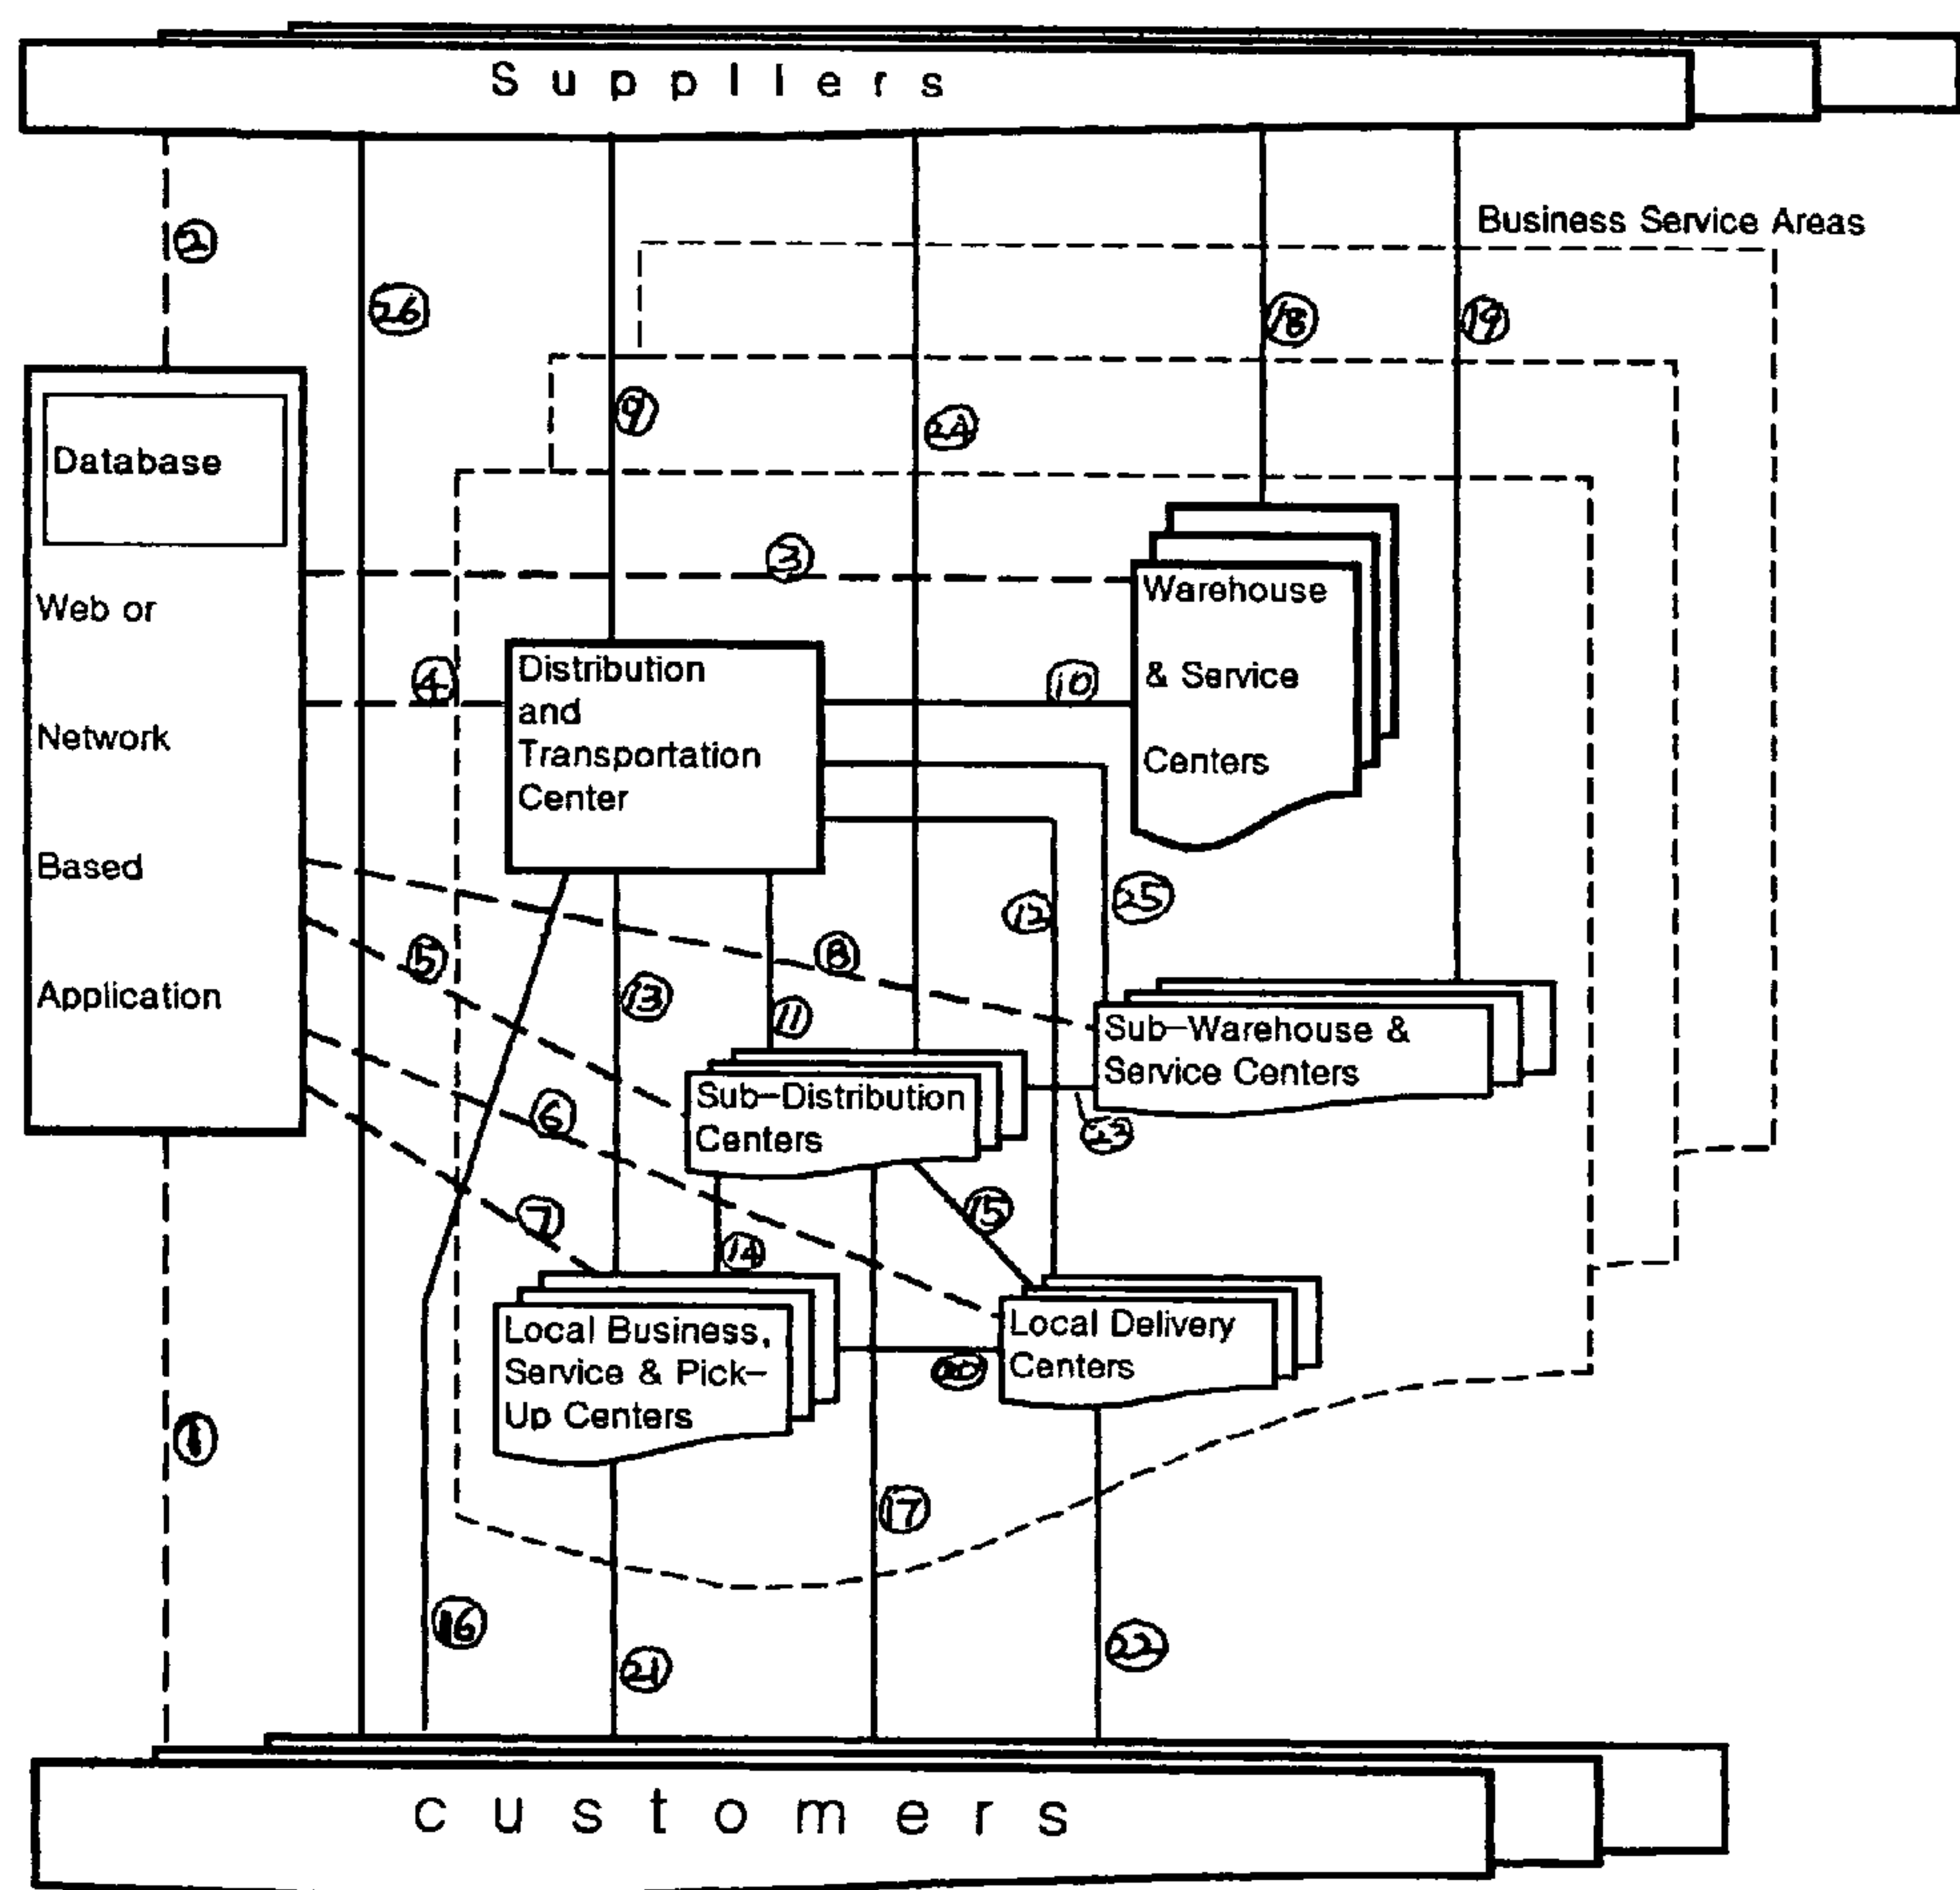 Suppliers
Business Service Areas
2
26
18
19
9
24
Database
3
Web or
Network
Based
Application
4
Distribution
and
Transportation
Center
10
Warehouse
& Service
Centers
12
25
8
5
13
11
Sub-Warehouse &
Service Centers
Sub-Distribution
Centers
23
6
7
14
15
Local Business,
Service & Pick-
Up Centers
20
Local Delivery
Centers
1
17
16
21
22
customers